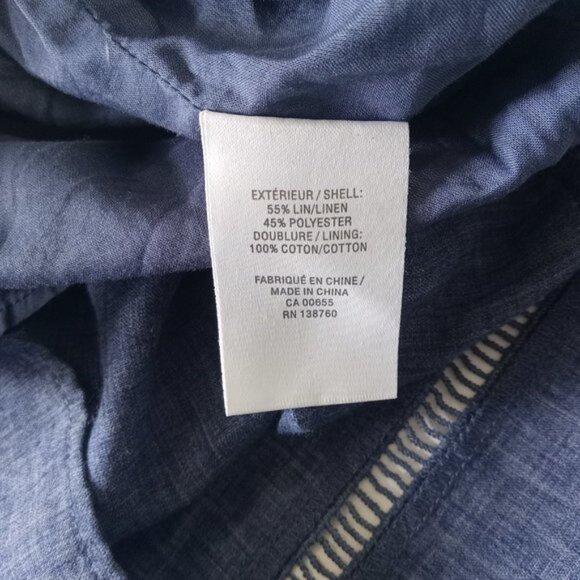 EXTÉRIEUR / SHELL:
55% LIN/LINEN
45% POLYESTER
DOUBLURE / LINING:
100% COTON/COTTON
FABRIQUÉ EN CHINE /
MADE IN CHINA
CA 00655
RN 138760